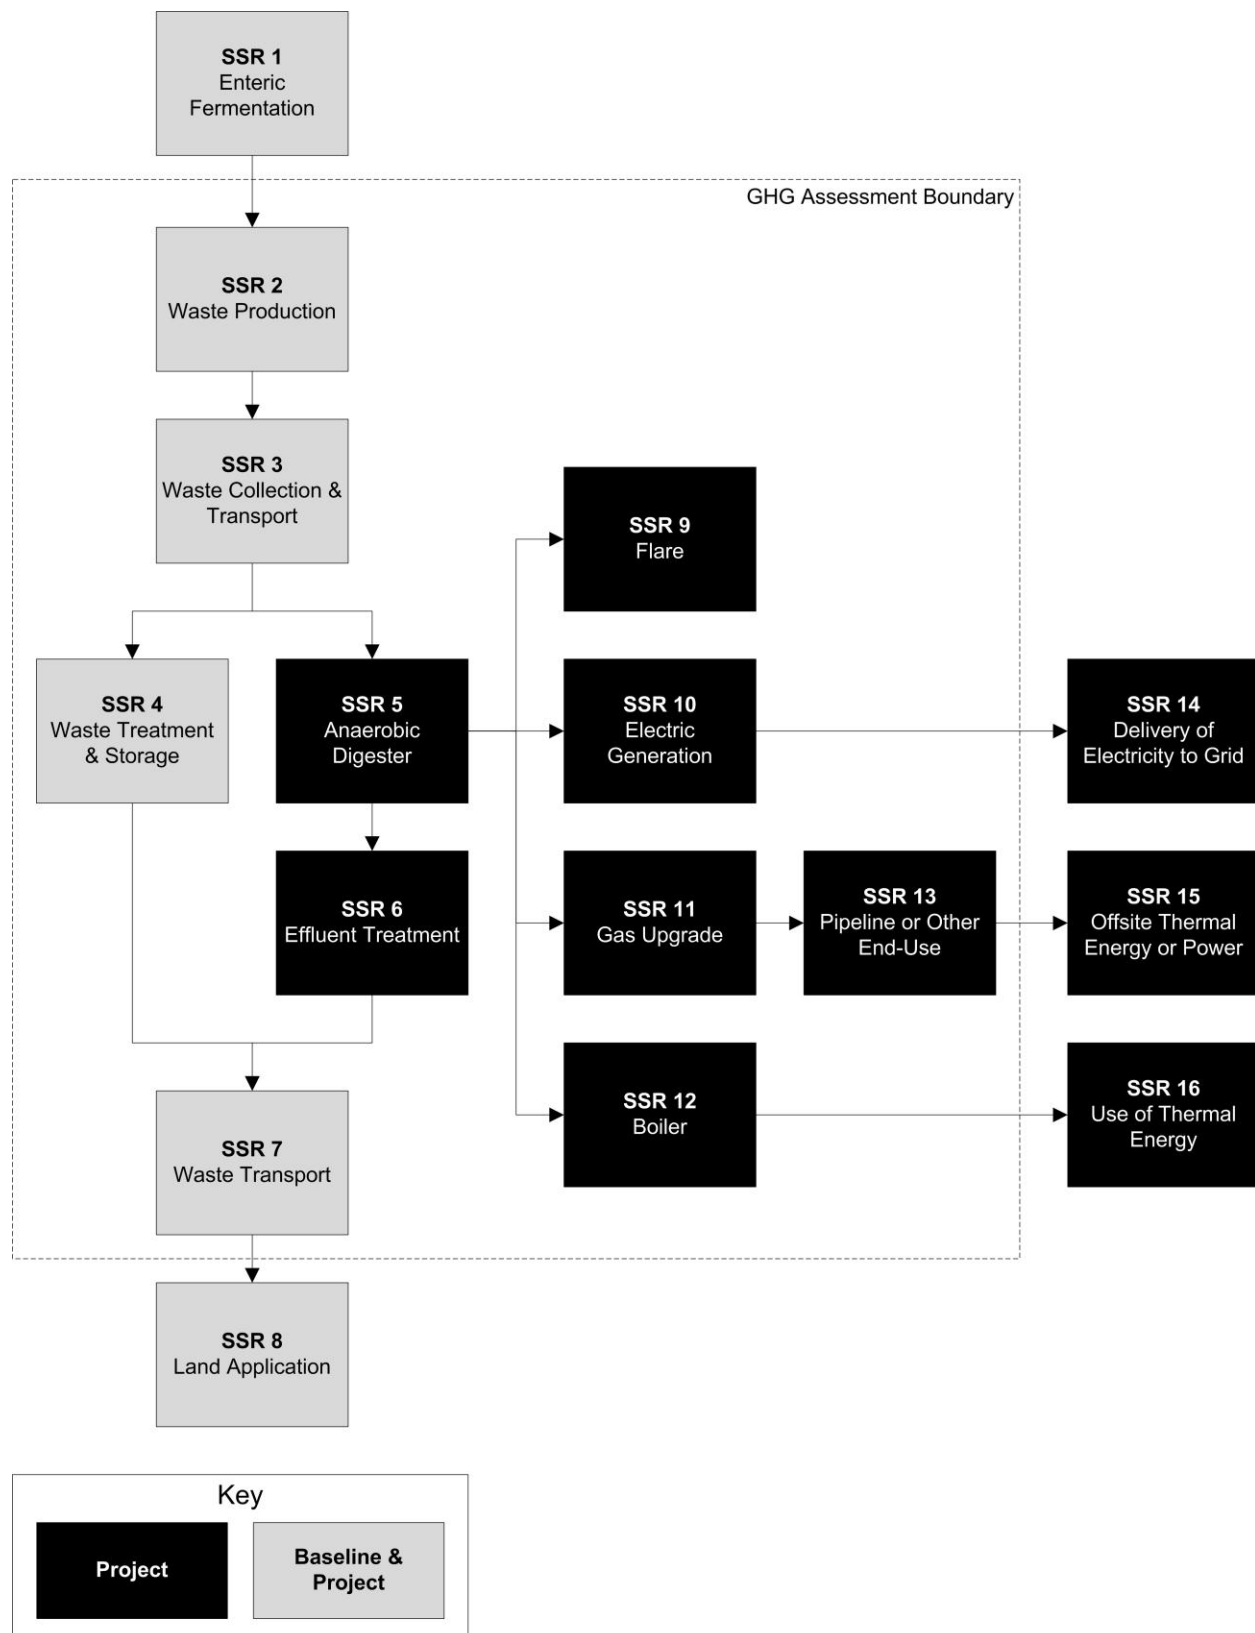 SSR 1
Enteric
Fermentation
GHG Assessment Boundary
SSR 2
Waste Production
SSR 3
Waste Collection &
Transport
SSR 9
Flare
SSR 4
Waste Treatment
& Storage
SSR 5
Anaerobic
Digester
SSR 10
Electric
Generation
SSR 14
Delivery of
Electricity to Grid
SSR 6
Effluent Treatment
SSR 11
Gas Upgrade
SSR 13
Pipeline or Other
End-Use
SSR 15
Offsite Thermal
Energy or Power
SSR 12
Boiler
SSR 16
Use of Thermal
Energy
SSR 7
Waste Transport
SSR 8
Land Application
Key
Project
Baseline &
Project